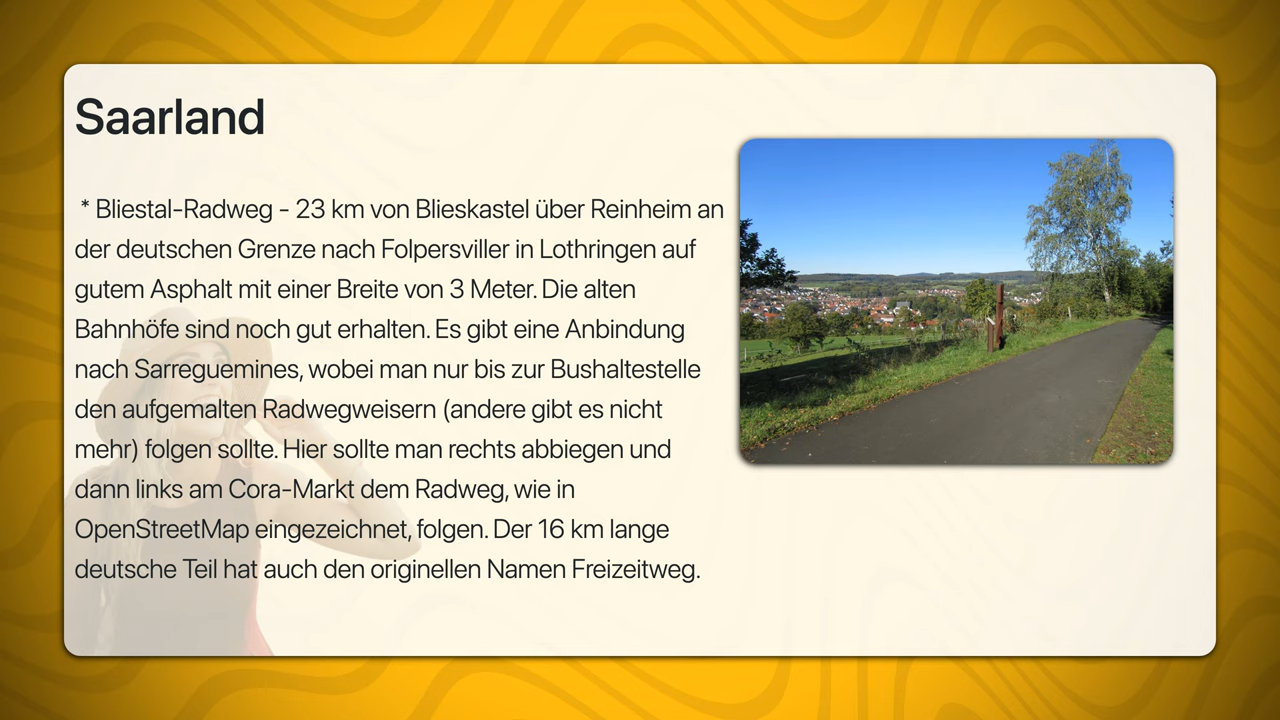 Saarland
* Bliestal-Radweg - 23 km von Blieskastel über Reinheim an
der deutschen Grenze nach Folpersviller in Lothringen auf
gutem Asphalt mit einer Breite von 3 Meter. Die alten
Bahnhöfe sind noch gut erhalten. Es gibt eine Anbindung
nach Sarreguemines, wobei man nur bis zur Bushaltestelle
den aufgemalten Radwegweisern (andere gibt es nicht
mehr) folgen sollte. Hier sollte man rechts abbiegen und
dann links am Cora-Markt dem Radweg, wie in
OpenStreetMap eingezeichnet, folgen. Der 16 km lange
deutsche Teil hat auch den originellen Namen Freizeitweg.